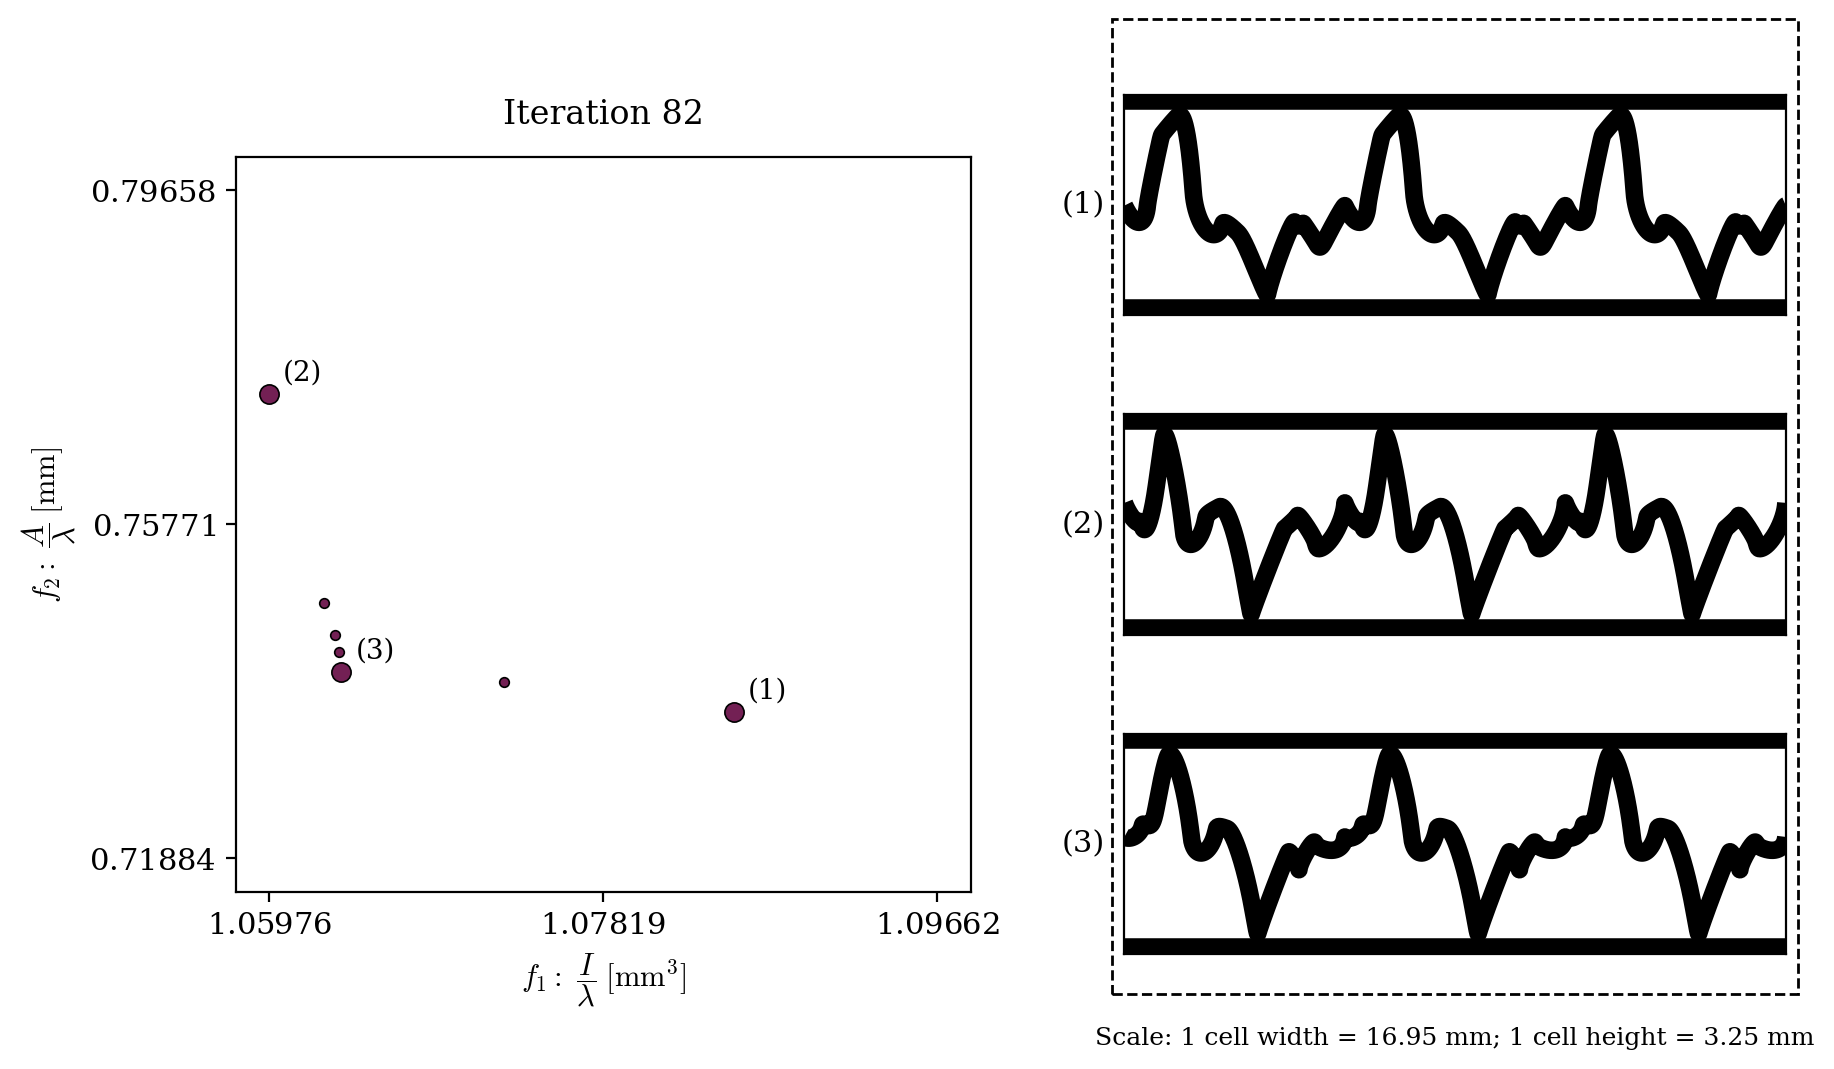 Iteration 82
0.79658
0.75771
0.71884
f₂ : A/λ [mm]
(2)
(3)
(1)
1.05976 1.07819 1.09662
f₁ : I/λ [mm³]
(1)
(2)
(3)
Scale: 1 cell width = 16.95 mm; 1 cell height = 3.25 mm